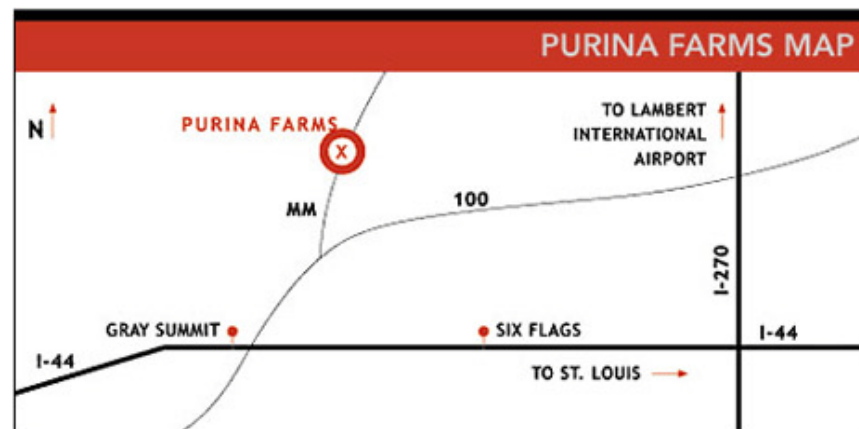 PURINA FARMS MAP
N
PURINA FARMS
X
TO LAMBERT
INTERNATIONAL
AIRPORT
MM
100
I-270
GRAY SUMMIT
SIX FLAGS
I-44
I-44
TO ST. LOUIS